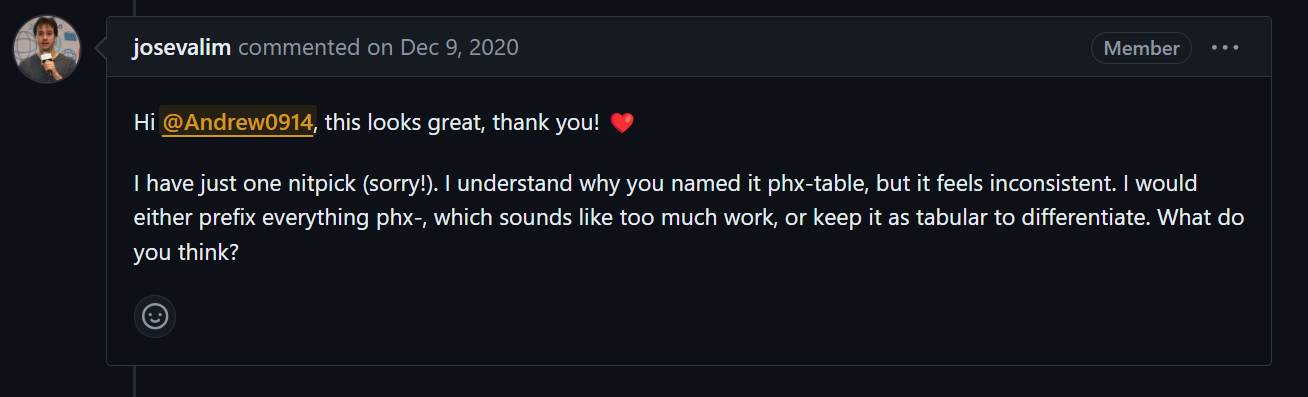 josevalim commented on Dec 9, 2020
Member
Hi @Andrew0914, this looks great, thank you! ❤️
I have just one nitpick (sorry!). I understand why you named it phx-table, but it feels inconsistent. I would
either prefix everything phx-, which sounds like too much work, or keep it as tabular to differentiate. What do
you think?